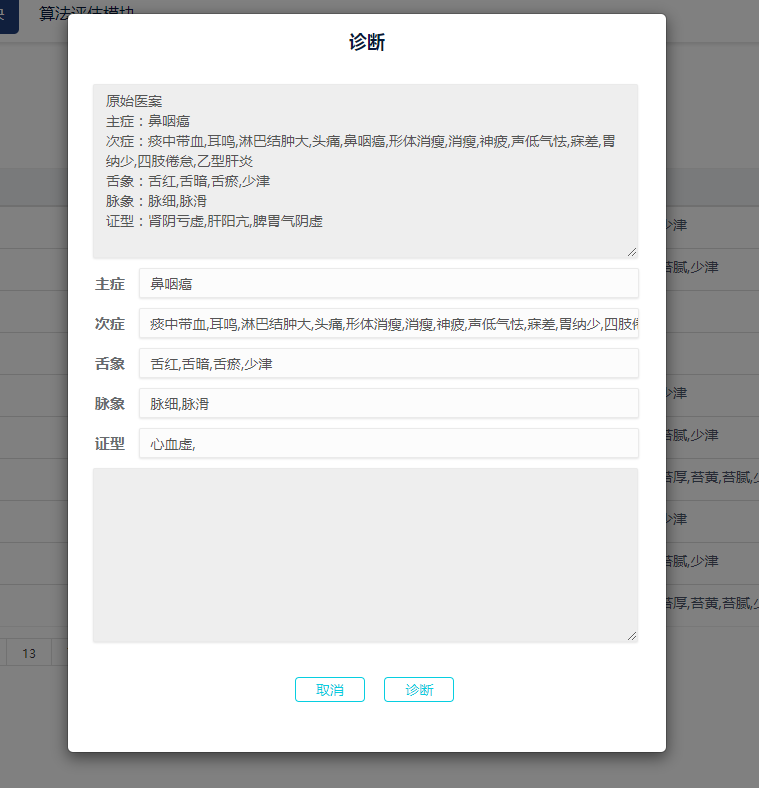 算法评估模块
诊断
原始医案
主症：鼻咽癌
次症：痰中带血,耳鸣,淋巴结肿大,头痛,鼻咽癌,形体消瘦,消瘦,神疲,声低气怯,寐差,胃
纳少,四肢倦怠,乙型肝炎
舌象：舌红,舌暗,舌瘀,少津
脉象：脉细,脉滑
证型：肾阴亏虚,肝阳亢,脾胃气阴虚
少津
苔腻,少津
主症 鼻咽癌
次症 痰中带血,耳鸣,淋巴结肿大,头痛,形体消瘦,消瘦,神疲,声低气怯,寐差,胃纳少,四肢
舌象 舌红,舌暗,舌瘀,少津
脉象 脉细,脉滑
少津
证型 心血虚,
苔腻,少津
苔厚,苔黄,苔腻,
少津
苔腻,少津
苔厚,苔黄,苔腻,
13
取消 诊断